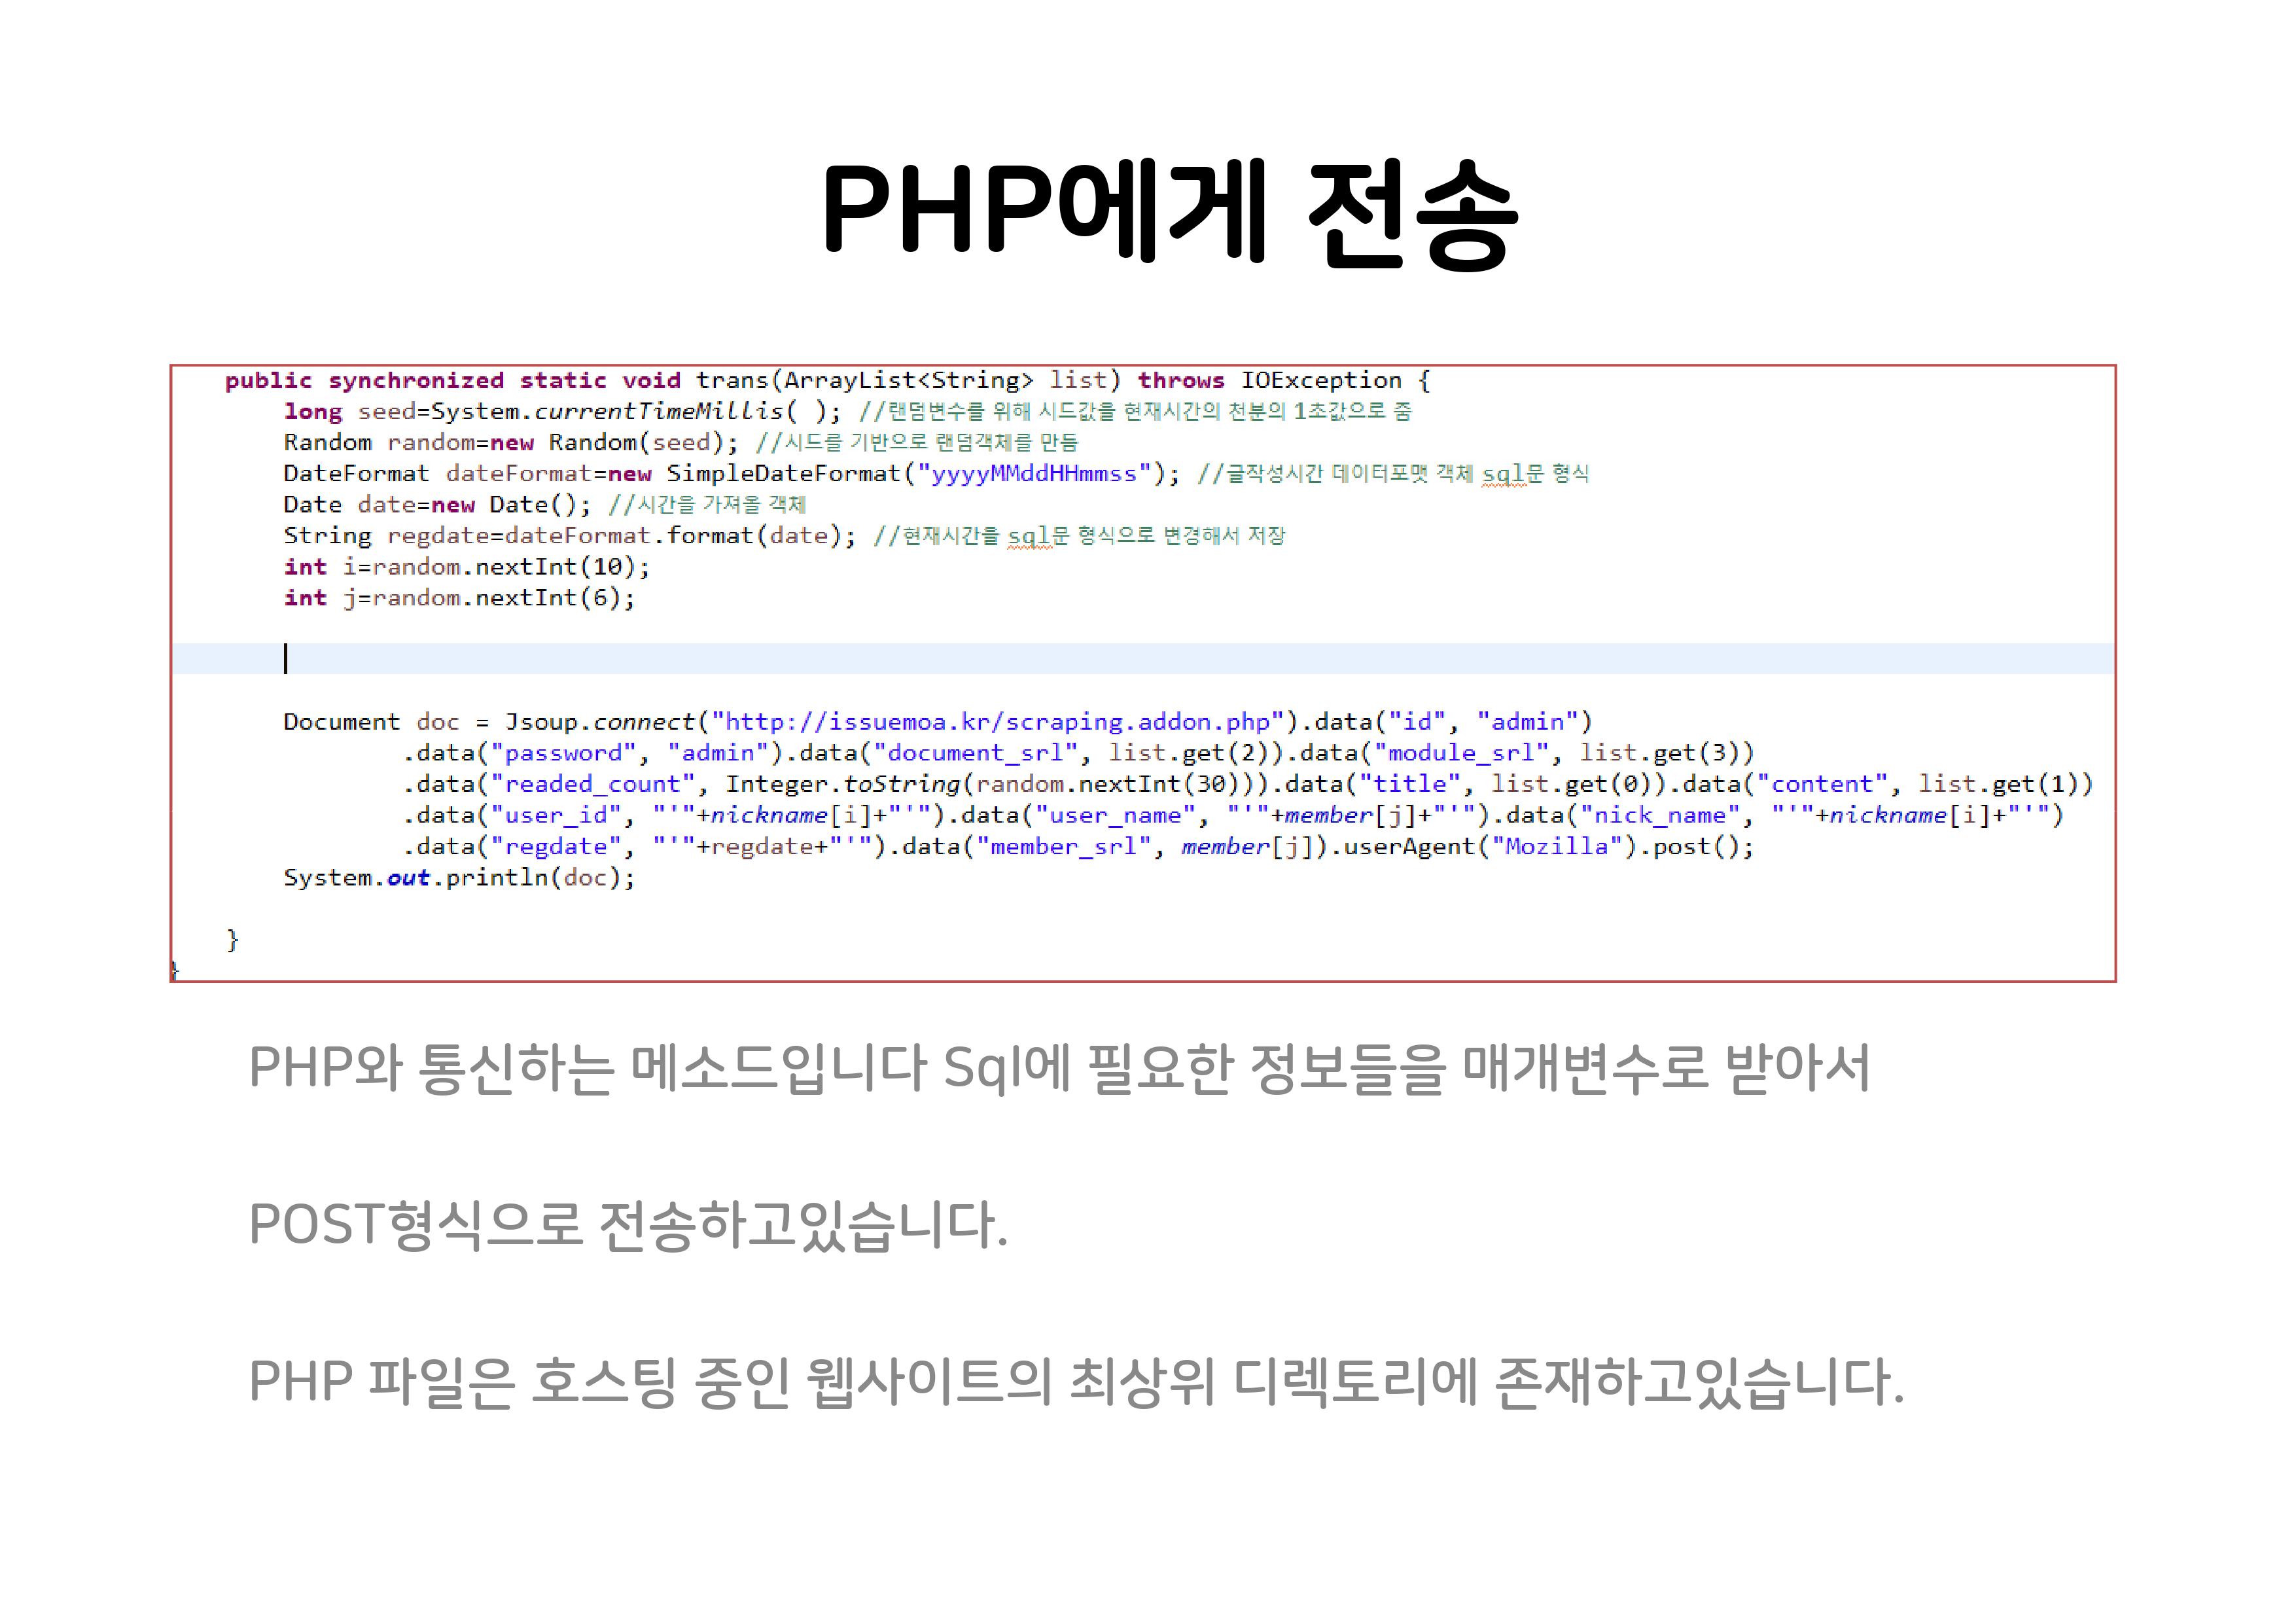 PHP에게 전송
public synchronized static void trans(ArrayList<String> list) throws IOException {
long seed=System.currentTimeMillis( ); //랜덤변수를 위해 시드값을 현재시간의 천분의 1초값으로 줌
Random random=new Random(seed); //시드를 기반으로 랜덤객체를 만듬
DateFormat dateFormat=new SimpleDateFormat("yyyyMMddHHmmss"); //글작성시간 데이터포맷 객체 sql문 형식
Date date=new Date(); //시간을 가져올 객체
String regdate=dateFormat.format(date); //현재시간을 sql문 형식으로 변경해서 저장
int i=random.nextInt(10);
int j=random.nextInt(6);
Document doc = Jsoup.connect("http://issuemoa.kr/scraping.addon.php").data("id", "admin")
.data("password", "admin").data("document_srl", list.get(2)).data("module_srl", list.get(3))
.data("readed_count", Integer.toString(random.nextInt(30))).data("title", list.get(0)).data("content", list.get(1))
.data("user_id", "'"+nickname[i]+"'").data("user_name", "'"+member[j]+"'").data("nick_name", "'"+nickname[i]+"'")
.data("regdate", "'"+regdate+"'").data("member_srl", member[j]).userAgent("Mozilla").post();
System.out.println(doc);
}
}
PHP와 통신하는 메소드입니다 Sql에 필요한 정보들을 매개변수로 받아서
POST형식으로 전송하고있습니다.
PHP 파일은 호스팅 중인 웹사이트의 최상위 디렉토리에 존재하고있습니다.